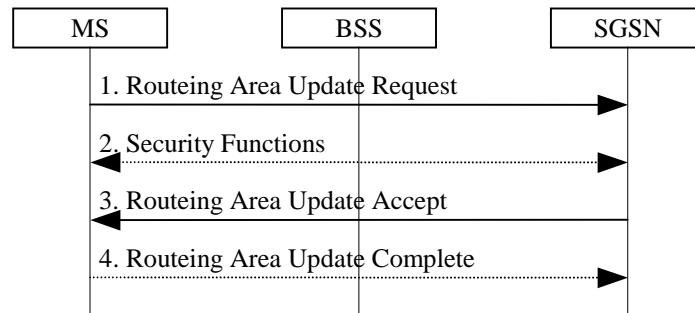 MS BSS SGSN
1. Routeing Area Update Request
2. Security Functions
3. Routeing Area Update Accept
4. Routeing Area Update Complete